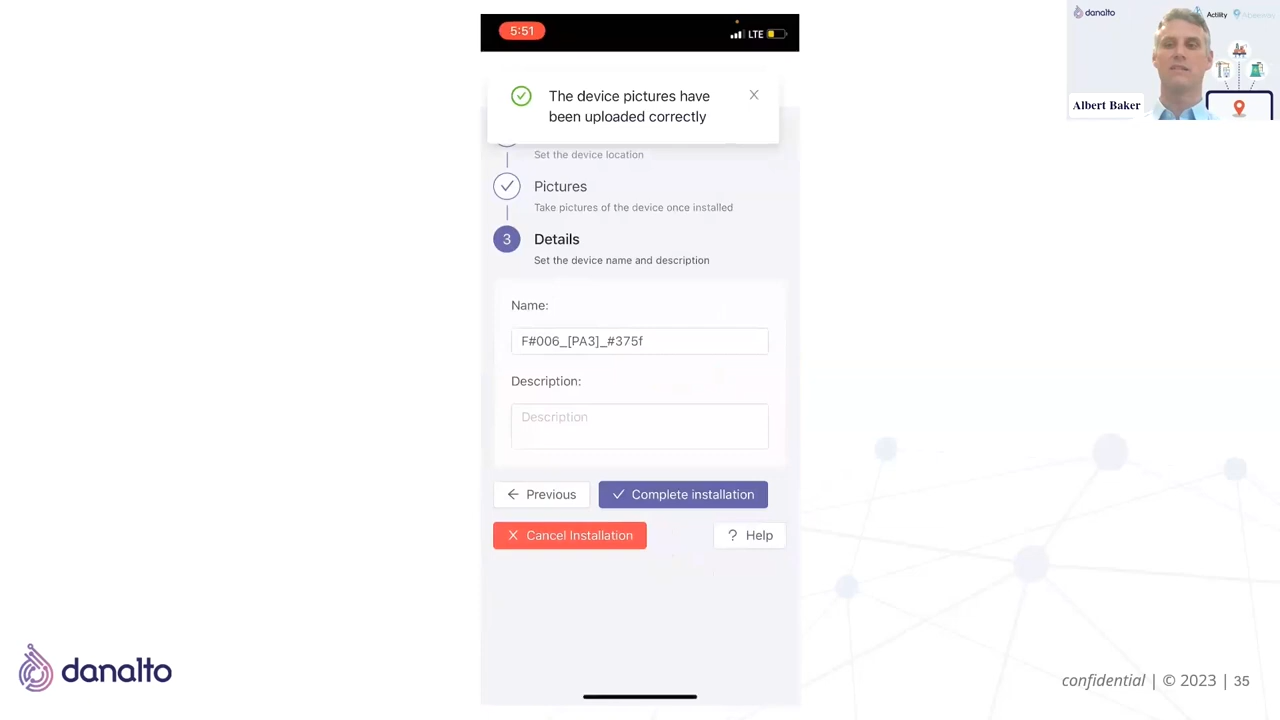 5:51
LTE
The device pictures have
been uploaded correctly
Set the device location
Pictures
Take pictures of the device once installed
3
Details
Set the device name and description
Name:
F#006_[PA3]_#375f
Description:
Description
Previous
Complete installation
Cancel Installation
? Help
danalto
Actility
Albert Baker
danalto
confidential | © 2023 | 35